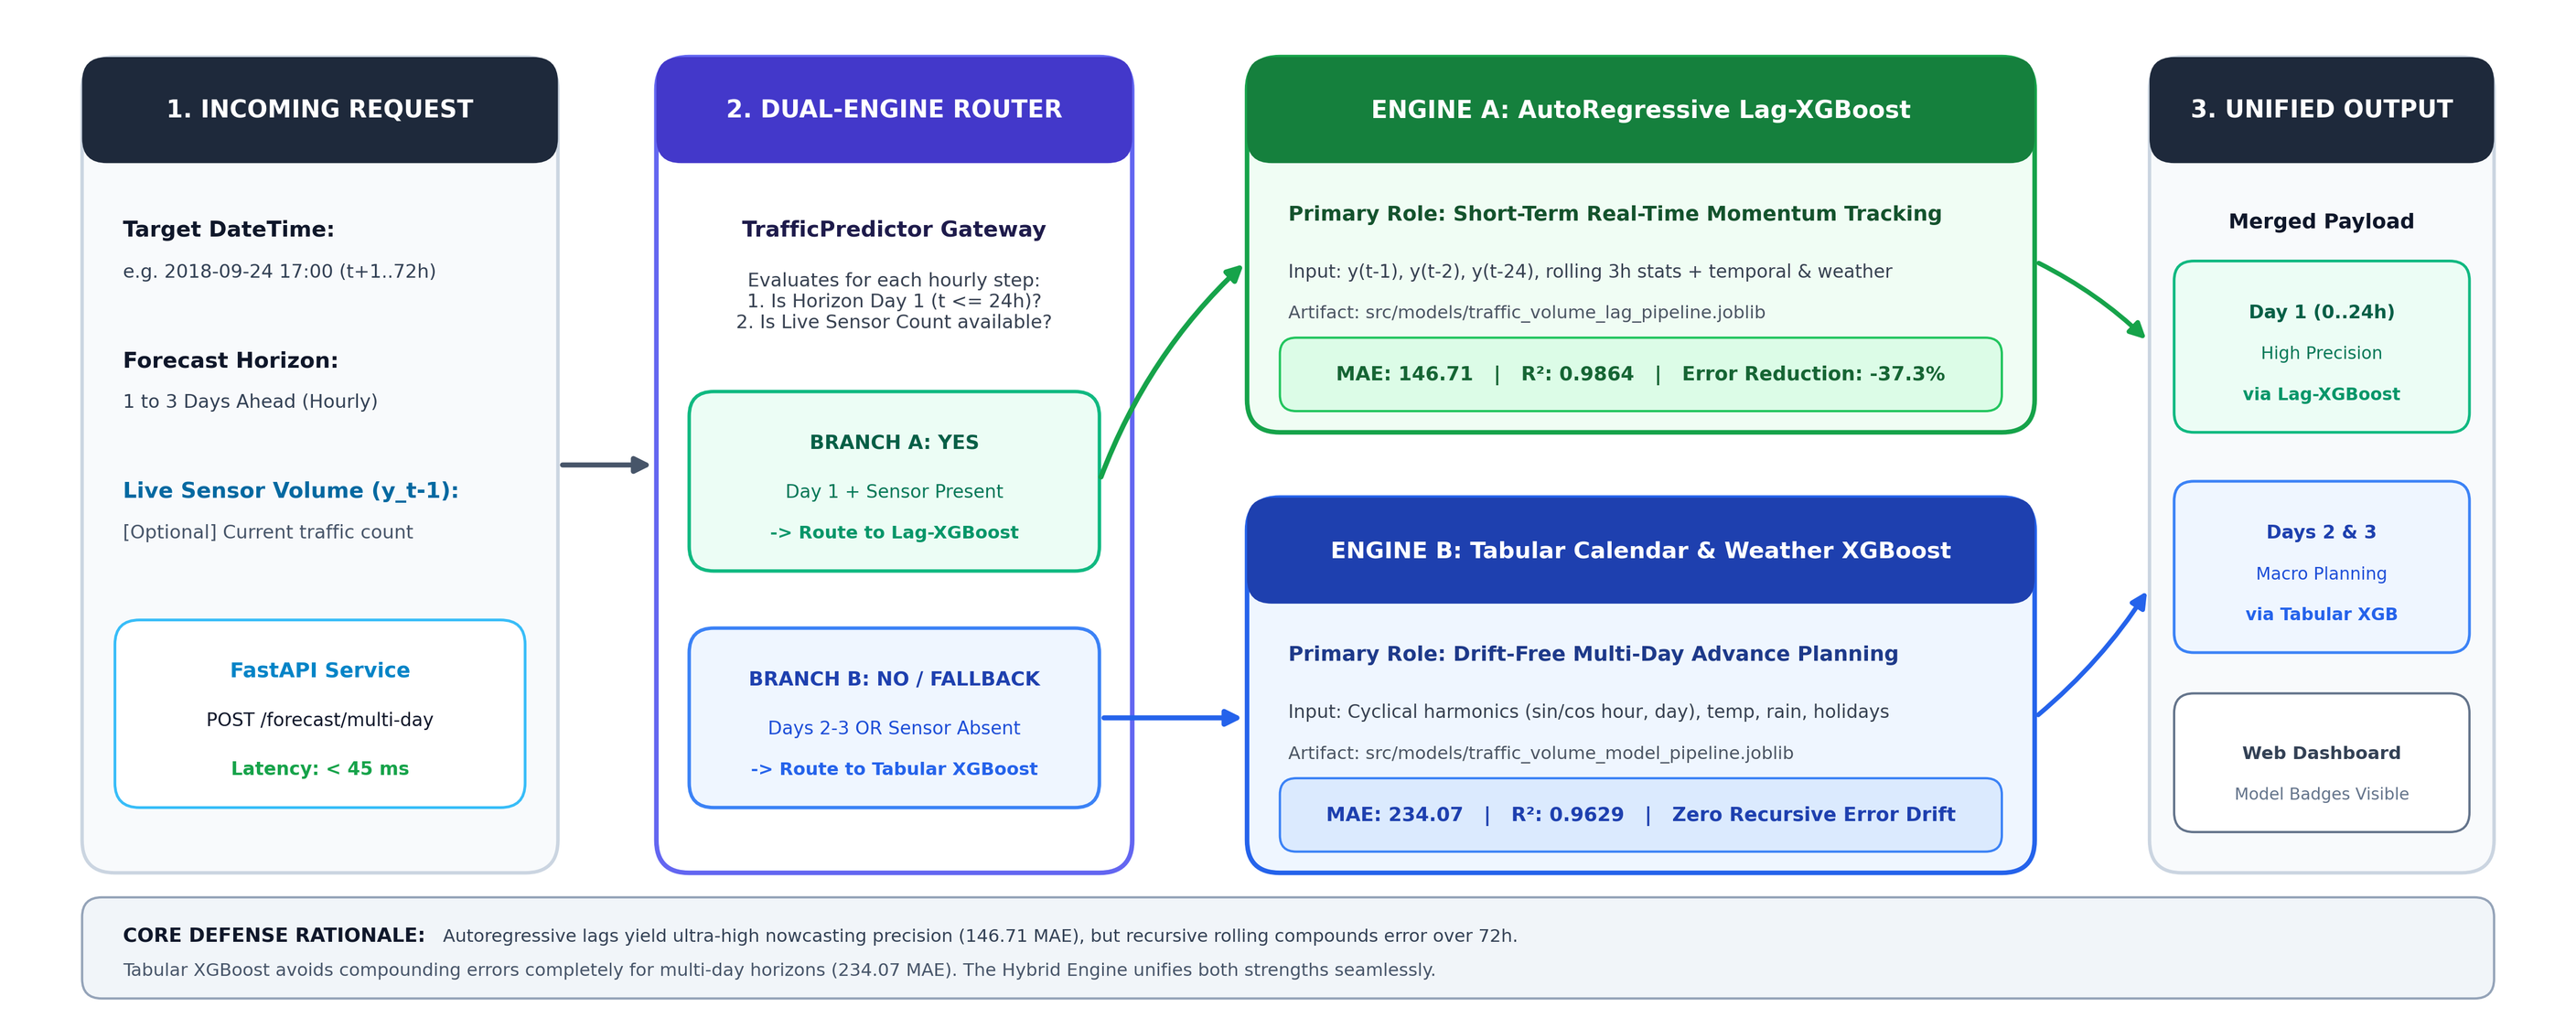 1. INCOMING REQUEST
Target DateTime:
e.g. 2018-09-24 17:00 (t+1..72h)
Forecast Horizon:
1 to 3 Days Ahead (Hourly)
Live Sensor Volume (y_t-1):
[Optional] Current traffic count
FastAPI Service
POST /forecast/multi-day
Latency: < 45 ms
2. DUAL-ENGINE ROUTER
TrafficPredictor Gateway
Evaluates for each hourly step:
1. Is Horizon Day 1 (t <= 24h)?
2. Is Live Sensor Count available?
BRANCH A: YES
Day 1 + Sensor Present
-> Route to Lag-XGBoost
BRANCH B: NO / FALLBACK
Days 2-3 OR Sensor Absent
-> Route to Tabular XGBoost
ENGINE A: AutoRegressive Lag-XGBoost
Primary Role: Short-Term Real-Time Momentum Tracking
Input: y(t-1), y(t-2), y(t-24), rolling 3h stats + temporal & weather
Artifact: src/models/traffic_volume_lag_pipeline.joblib
MAE: 146.71 | R²: 0.9864 | Error Reduction: -37.3%
ENGINE B: Tabular Calendar & Weather XGBoost
Primary Role: Drift-Free Multi-Day Advance Planning
Input: Cyclical harmonics (sin/cos hour, day), temp, rain, holidays
Artifact: src/models/traffic_volume_model_pipeline.joblib
MAE: 234.07 | R²: 0.9629 | Zero Recursive Error Drift
3. UNIFIED OUTPUT
Merged Payload
Day 1 (0..24h)
High Precision
via Lag-XGBoost
Days 2 & 3
Macro Planning
via Tabular XGB
Web Dashboard
Model Badges Visible
CORE DEFENSE RATIONALE: Autoregressive lags yield ultra-high nowcasting precision (146.71 MAE), but recursive rolling compounds error over 72h.
Tabular XGBoost avoids compounding errors completely for multi-day horizons (234.07 MAE). The Hybrid Engine unifies both strengths seamlessly.